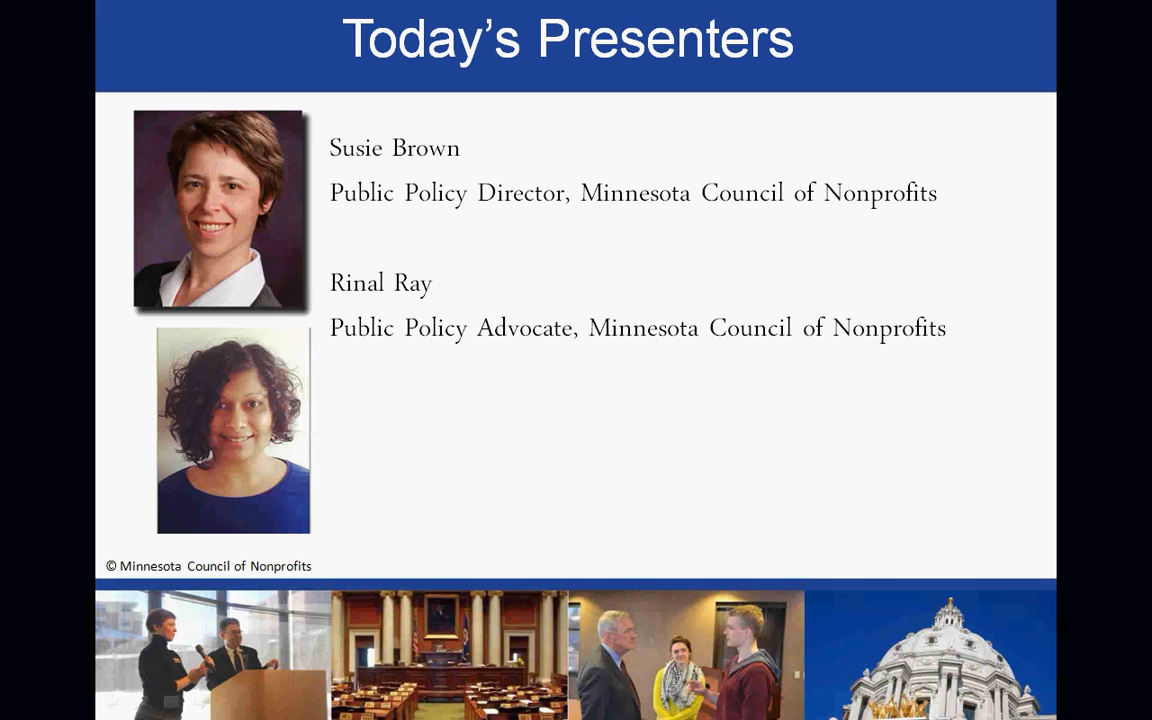 Today’s Presenters
Susie Brown
Public Policy Director, Minnesota Council of Nonprofits
Rinal Ray
Public Policy Advocate, Minnesota Council of Nonprofits
© Minnesota Council of Nonprofits